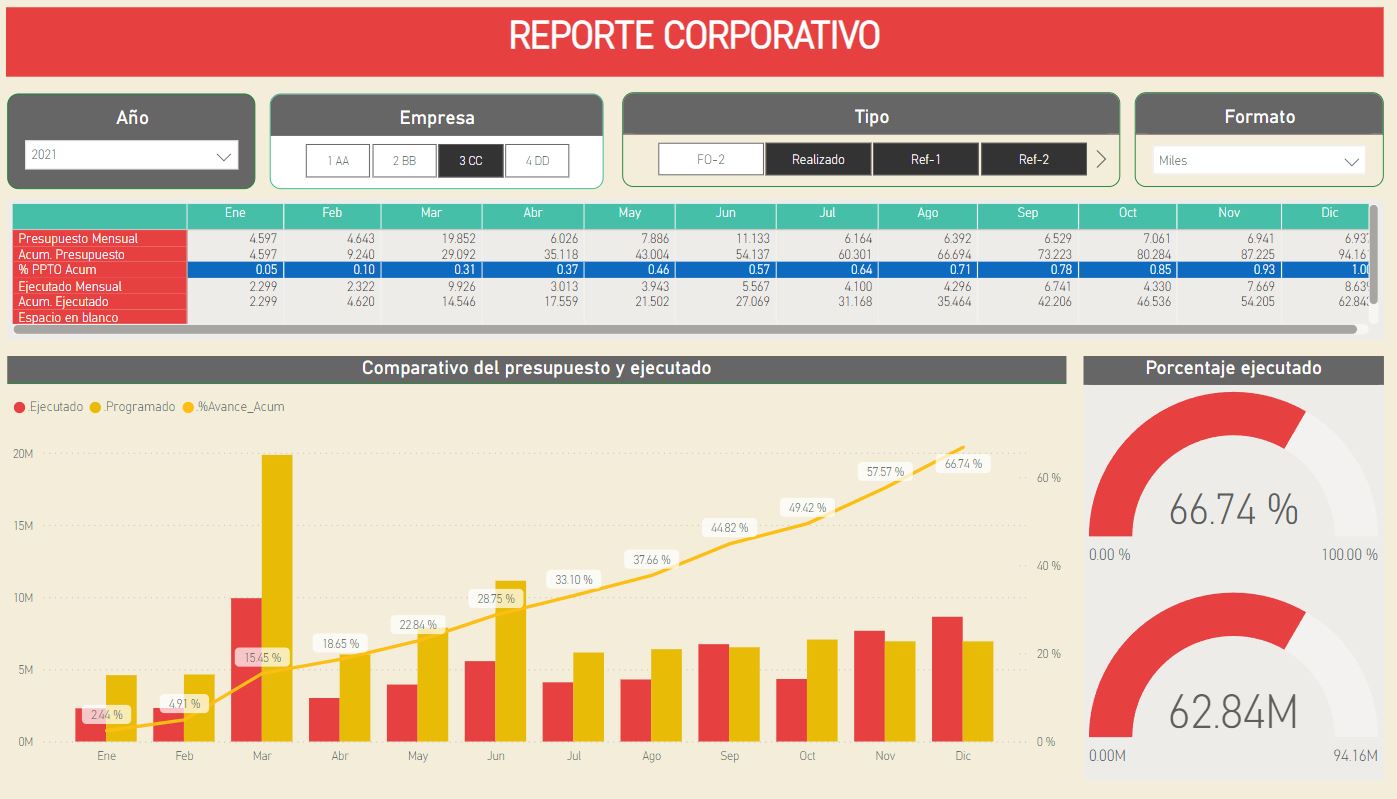 REPORTE CORPORATIVO
Año
Empresa
Tipo
Formato
2021
1 AA 2 BB 3 CC 4 DD
FO-2 Realizado Ref-1 Ref-2
Miles
Ene Feb Mar Abr May Jun Jul Ago Sep Oct Nov Dic
Presupuesto Mensual 4.597 4.643 19.852 6.026 7.886 11.133 6.164 6.392 6.529 7.061 6.941 6.937
Acum. Presupuesto 4.597 9.240 29.092 35.118 43.004 54.137 60.301 66.694 73.223 80.284 87.225 94.16
% PPTO Acum 0.05 0.10 0.31 0.37 0.46 0.57 0.64 0.71 0.78 0.85 0.93 1.00
Ejecutado Mensual 2.299 2.322 9.926 3.013 3.943 5.567 4.100 4.296 6.741 4.330 7.669 8.639
Acum. Ejecutado 2.299 4.620 14.546 17.559 21.502 27.069 31.168 35.464 42.206 46.536 54.205 62.84
Espacio en blanco
Comparativo del presupuesto y ejecutado
Porcentaje ejecutado
.Ejecutado .Programado .%Avance_Acum
20M
15M
10M
5M
0M
2.44 %
4.91 %
15.45 %
18.65 %
22.84 %
28.75 %
33.10 %
37.66 %
44.82 %
49.42 %
57.57 %
66.74 %
60 %
40 %
20 %
0 %
Ene Feb Mar Abr May Jun Jul Ago Sep Oct Nov Dic
66.74 %
0.00 % 100.00 %
62.84M
0.00M 94.16M